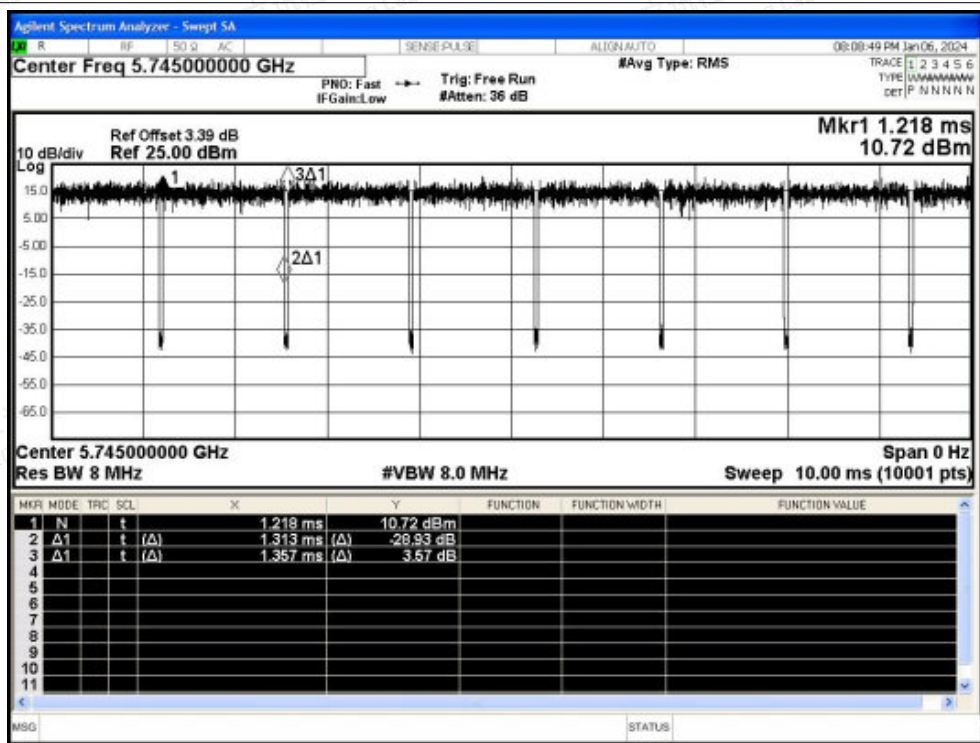 Agilent Spectrum Analyzer - Swept SA
R RF 50 Ω AC SENSE:PULSE ALIGN AUTO 08:08:49 PM Jan 06, 2024
Center Freq 5.745000000 GHz #Avg Type: RMS TRACE 1 2 3 4 5 6
PNO: Fast Trig: Free Run TYPE
IFGain:Low #Atten: 36 dB DET P N N N N N
Mkr1 1.218 ms
Ref Offset 3.39 dB
10 dB/div Ref 25.00 dBm 10.72 dBm
Log
1 3Δ1
15.0
5.00
-5.00
2Δ1
-15.0
-25.0
-35.0
-45.0
-55.0
-65.0
Center 5.745000000 GHz Span 0 Hz
Res BW 8 MHz #VBW 8.0 MHz Sweep 10.00 ms (10001 pts)
MKR MODE TRC SCL X Y FUNCTION FUNCTION WIDTH FUNCTION VALUE
1 N t 1.218 ms 10.72 dBm
2 Δ1 t (Δ) 1.313 ms (Δ) -28.93 dB
3 Δ1 t (Δ) 1.357 ms (Δ) 3.57 dB
4
5
6
7
8
9
10
11
MSG STATUS